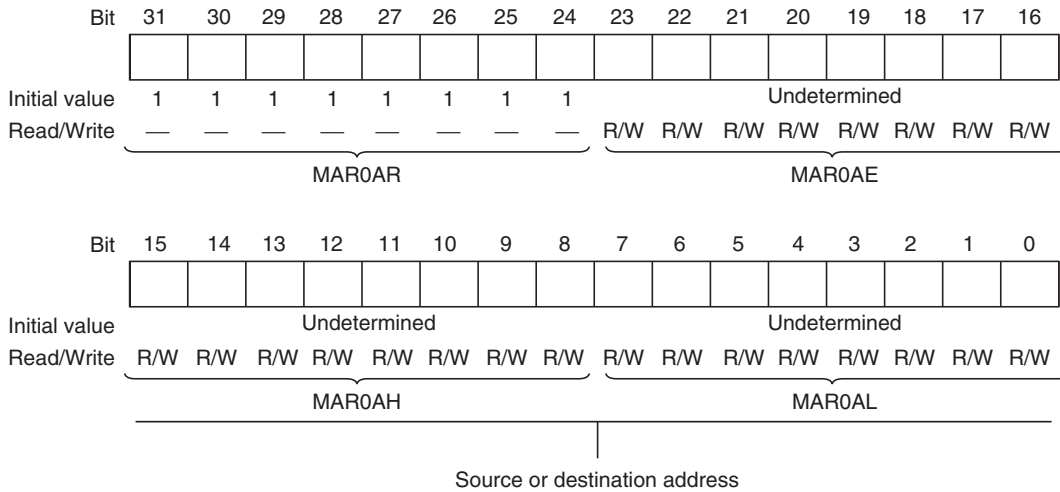 Bit 31 30 29 28 27 26 25 24 23 22 21 20 19 18 17 16
Initial value 1 1 1 1 1 1 1 1 Undetermined
Read/Write — — — — — — — — R/W R/W R/W R/W R/W R/W R/W R/W
MAR0AR MAR0AE
Bit 15 14 13 12 11 10 9 8 7 6 5 4 3 2 1 0
Initial value Undetermined Undetermined
Read/Write R/W R/W R/W R/W R/W R/W R/W R/W R/W R/W R/W R/W R/W R/W R/W R/W
MAR0AH MAR0AL
Source or destination address